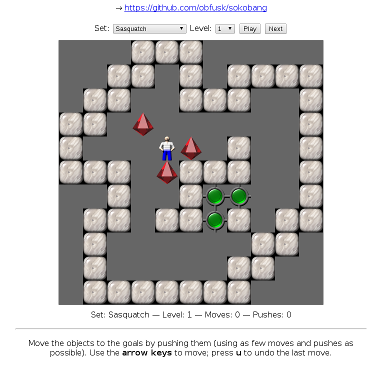 → https://github.com/obfusk/sokobang
Set: Sasquatch Level: 1 Play Next
Set: Sasquatch — Level: 1 — Moves: 0 — Pushes: 0
Move the objects to the goals by pushing them (using as few moves and pushes as
possible). Use the arrow keys to move; press u to undo the last move.